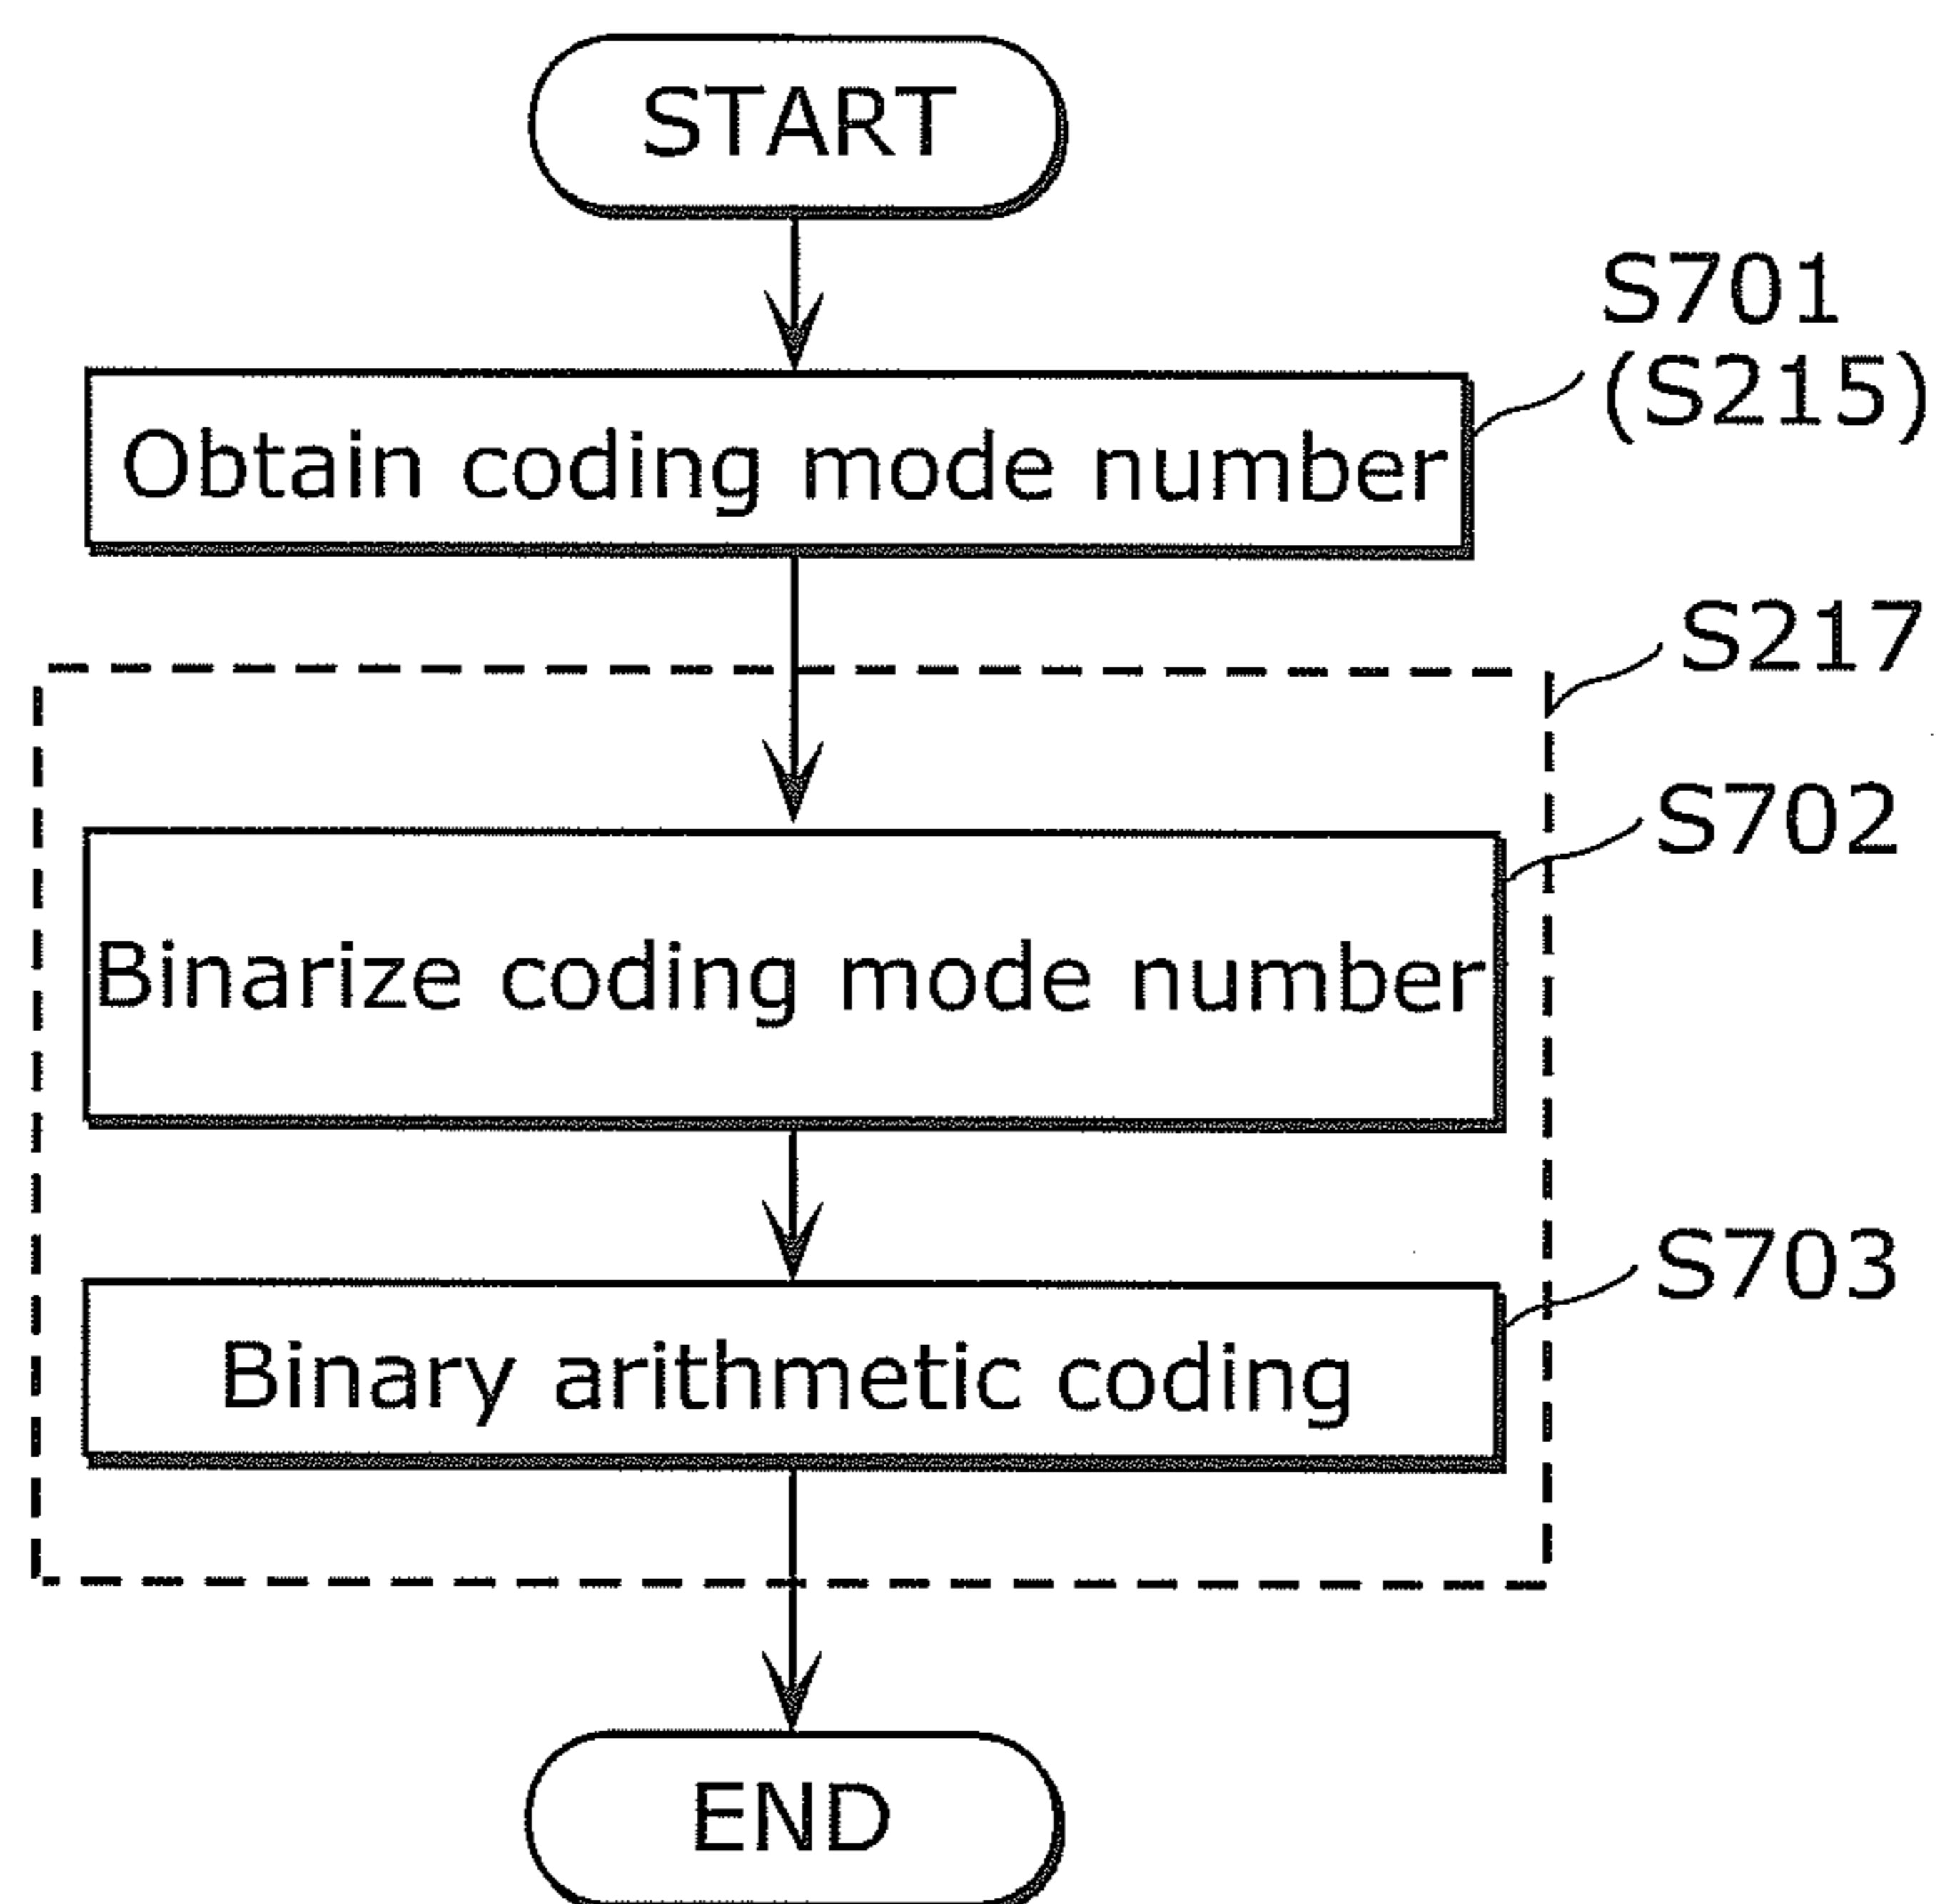 START
S701
(S215)
Obtain coding mode number
S217
S702
Binarize coding mode number
S703
Binary arithmetic coding
END